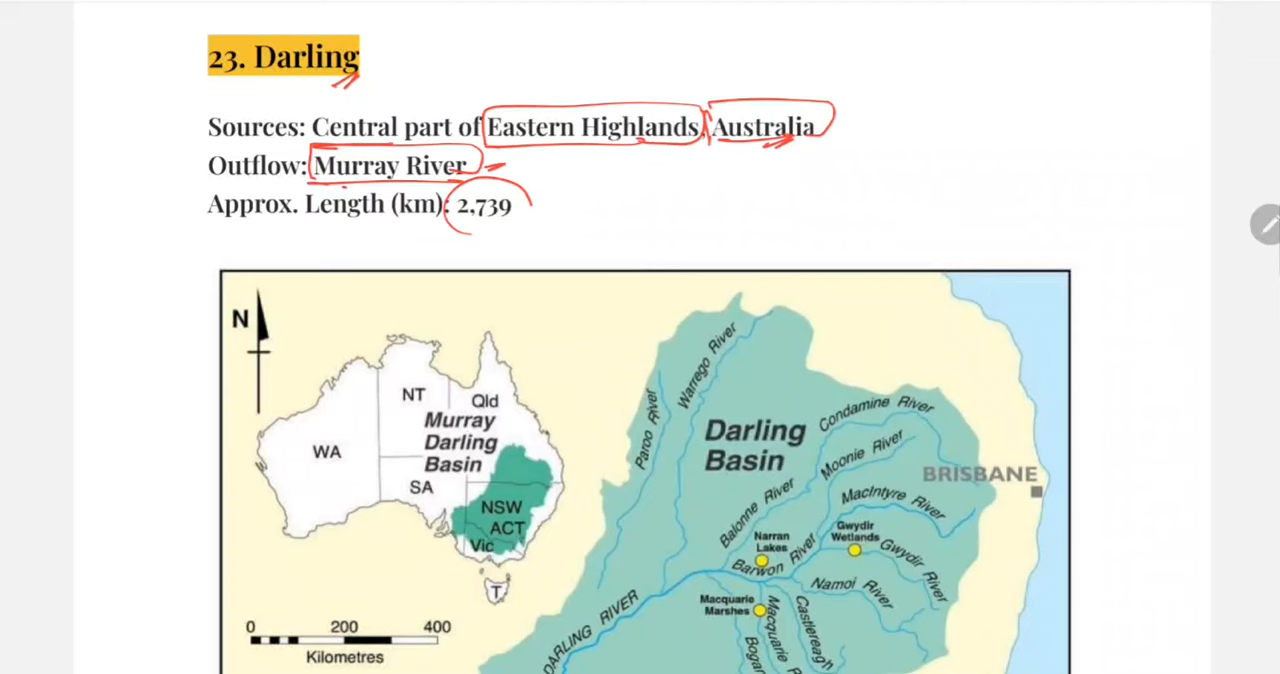 23. Darling
Sources: Central part of Eastern Highlands, Australia
Outflow: Murray River
Approx. Length (km): 2,739
N
NT
Qld
WA
Murray
Darling
Basin
SA
NSW
ACT
Vic
T
0 200 400
Kilometres
Paroo River
Warrego River
Darling
Basin
Condamine River
Moonie River
BRISBANE
Balonne River
MacIntyre River
Gwydir
Wetlands
Narran
Lakes
Barwon River
Gwydir River
Namoi River
Macquarie
Marshes
DARLING RIVER
Macquarie R
Castlereagh
Bogan